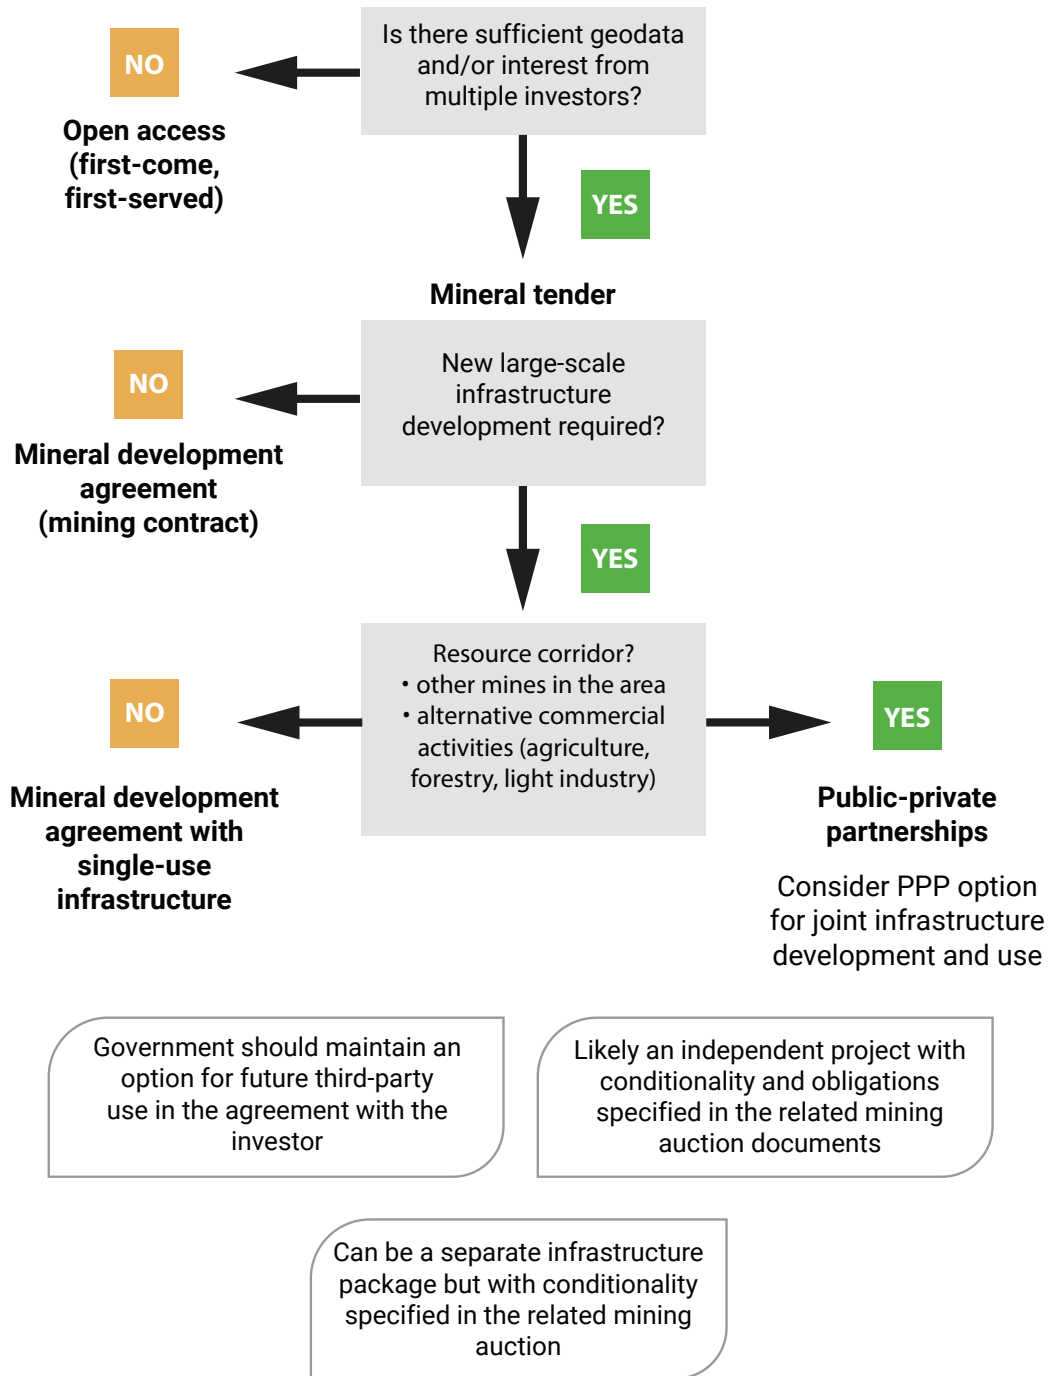 Is there sufficient geodata
and/or interest from
multiple investors?
NO
Open access
(first-come,
first-served)
YES
Mineral tender
New large-scale
infrastructure
development required?
NO
Mineral development
agreement
(mining contract)
YES
Resource corridor?
• other mines in the area
• alternative commercial
activities (agriculture,
forestry, light industry)
NO
Mineral development
agreement with
single-use
infrastructure
YES
Public-private
partnerships
Consider PPP option
for joint infrastructure
development and use
Government should maintain an
option for future third-party
use in the agreement with the
investor
Likely an independent project with
conditionality and obligations
specified in the related mining
auction documents
Can be a separate infrastructure
package but with conditionality
specified in the related mining
auction